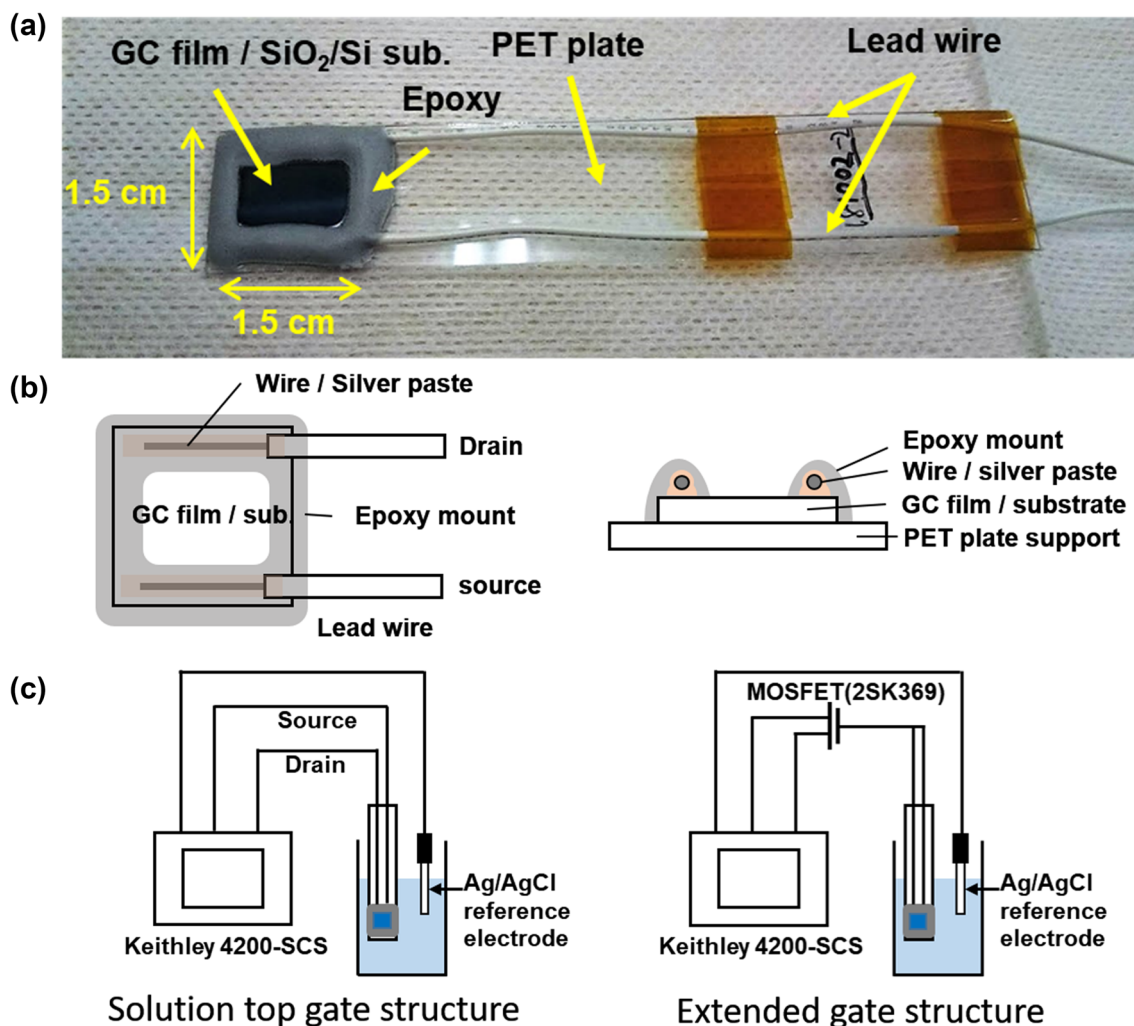 (a)
GC film / SiO₂/Si sub.
PET plate
Lead wire
Epoxy
1.5 cm
1.5 cm
(b)
Wire / Silver paste
Drain
GC film / sub.
Epoxy mount
source
Lead wire
Epoxy mount
Wire / silver paste
GC film / substrate
PET plate support
(c)
Source
Drain
Ag/AgCl
reference
electrode
Keithley 4200-SCS
Solution top gate structure
MOSFET(2SK369)
Ag/AgCl
reference
electrode
Keithley 4200-SCS
Extended gate structure